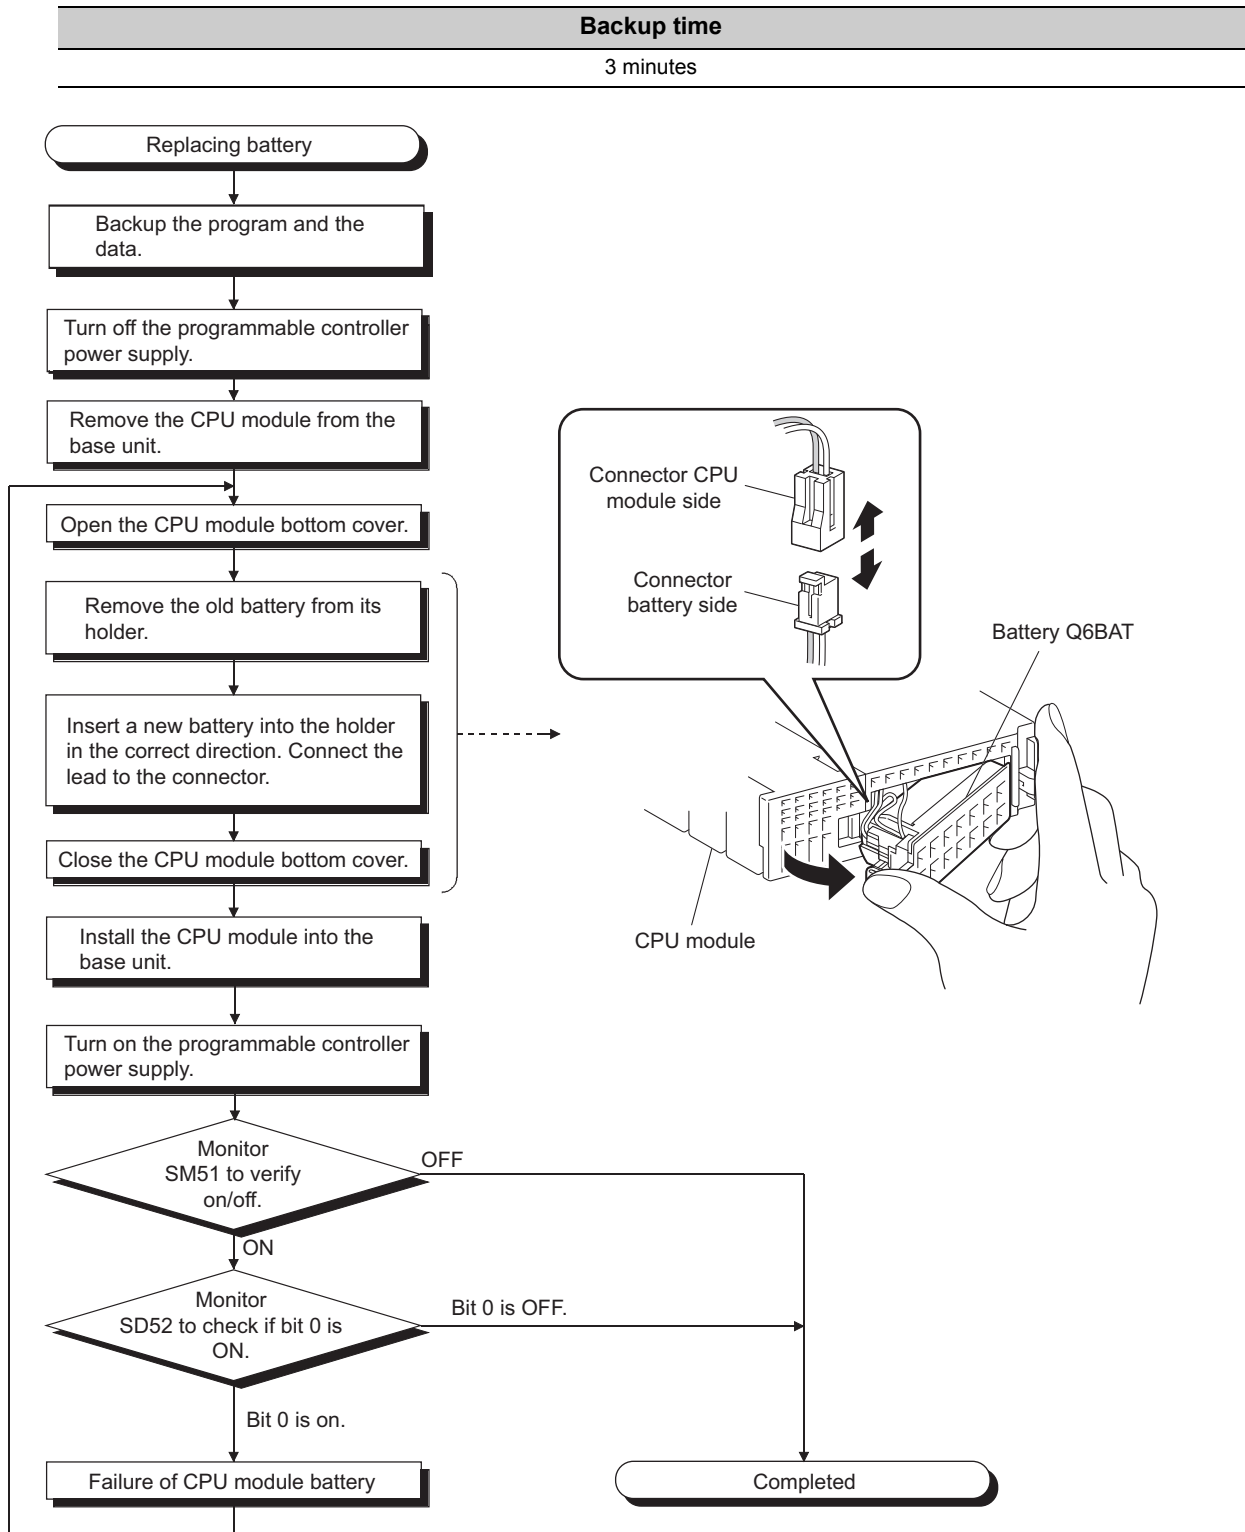 Backup time
3 minutes
Replacing battery
Backup the program and the
data.
Turn off the programmable controller
power supply.
Remove the CPU module from the
base unit.
Open the CPU module bottom cover.
Remove the old battery from its
holder.
Insert a new battery into the holder
in the correct direction. Connect the
lead to the connector.
Close the CPU module bottom cover.
Install the CPU module into the
base unit.
Turn on the programmable controller
power supply.
Monitor
SM51 to verify
on/off.
OFF
ON
Monitor
SD52 to check if bit 0 is
ON.
Bit 0 is OFF.
Bit 0 is on.
Failure of CPU module battery
Completed
Connector CPU
module side
Connector
battery side
Battery Q6BAT
CPU module